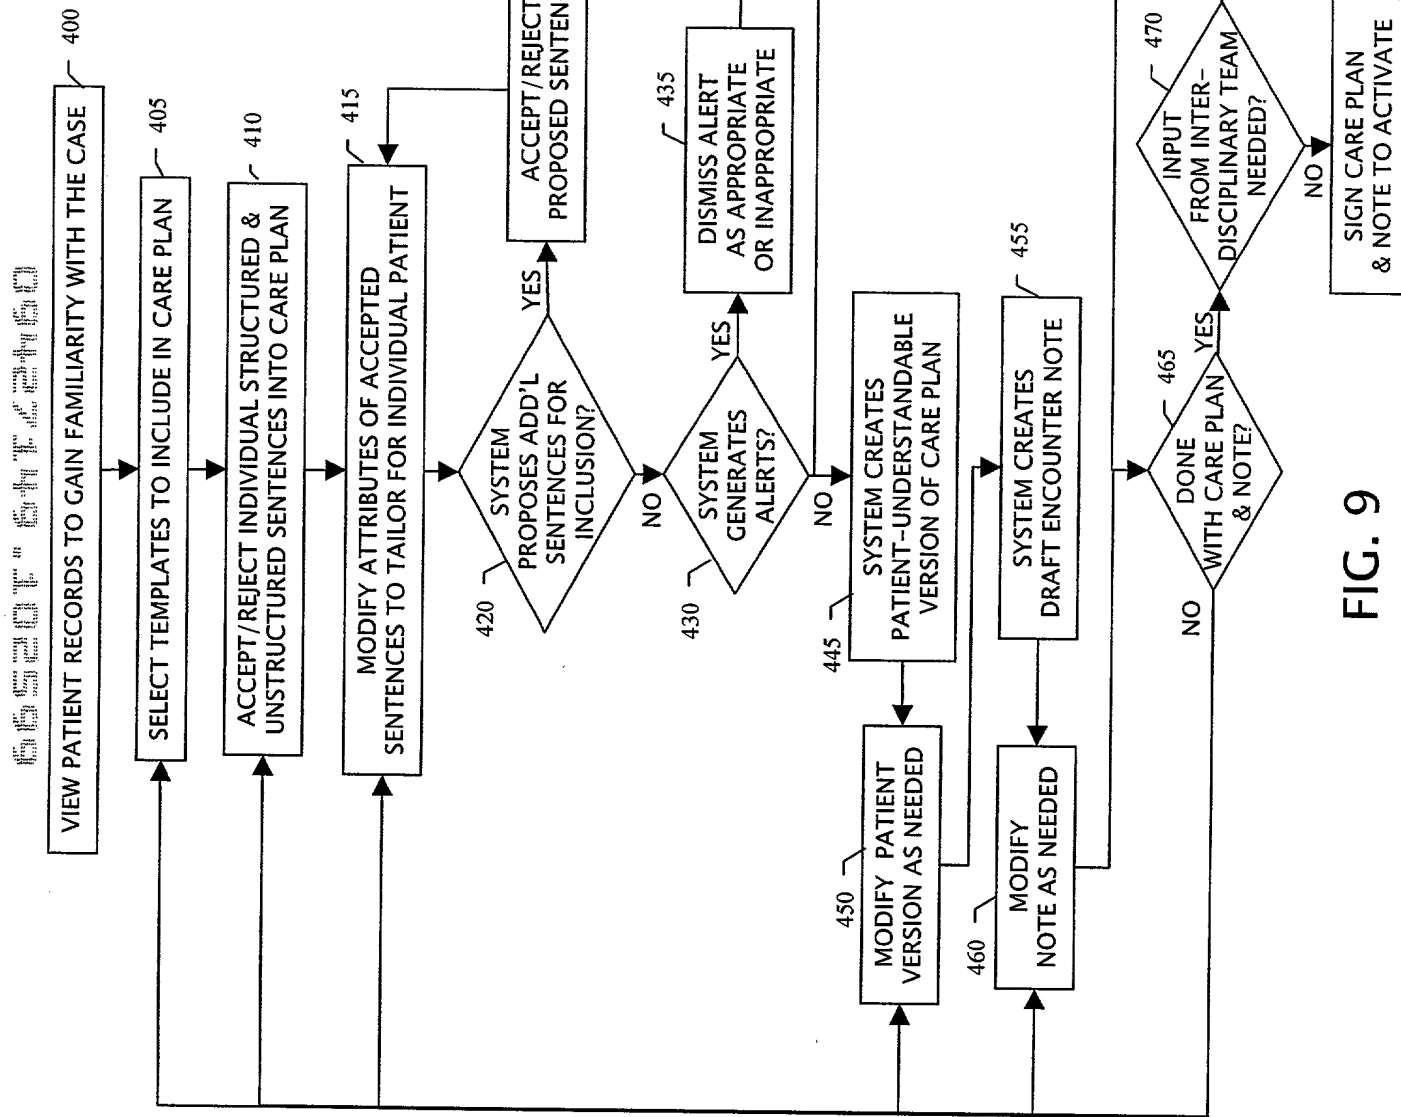 VIEW PATIENT RECORDS TO GAIN FAMILIARITY WITH THE CASE
400
SELECT TEMPLATES TO INCLUDE IN CARE PLAN
405
ACCEPT/REJECT INDIVIDUAL STRUCTURED &
UNSTRUCTURED SENTENCES INTO CARE PLAN
410
MODIFY ATTRIBUTES OF ACCEPTED
SENTENCES TO TAILOR FOR INDIVIDUAL PATIENT
415
SYSTEM
PROPOSES ADD'L
SENTENCES FOR
INCLUSION?
420
YES
ACCEPT/REJECT
PROPOSED SENTEN
NO
SYSTEM
GENERATES
ALERTS?
430
YES
DISMISS ALERT
AS APPROPRIATE
OR INAPPROPRIATE
435
NO
SYSTEM CREATES
PATIENT-UNDERSTANDABLE
VERSION OF CARE PLAN
445
MODIFY PATIENT
VERSION AS NEEDED
450
SYSTEM CREATES
DRAFT ENCOUNTER NOTE
455
MODIFY
NOTE AS NEEDED
460
DONE
WITH CARE PLAN
& NOTE?
465
NO
YES
INPUT
FROM INTER-
DISCIPLINARY TEAM
NEEDED?
470
NO
SIGN CARE PLAN
& NOTE TO ACTIVATE
FIG. 9